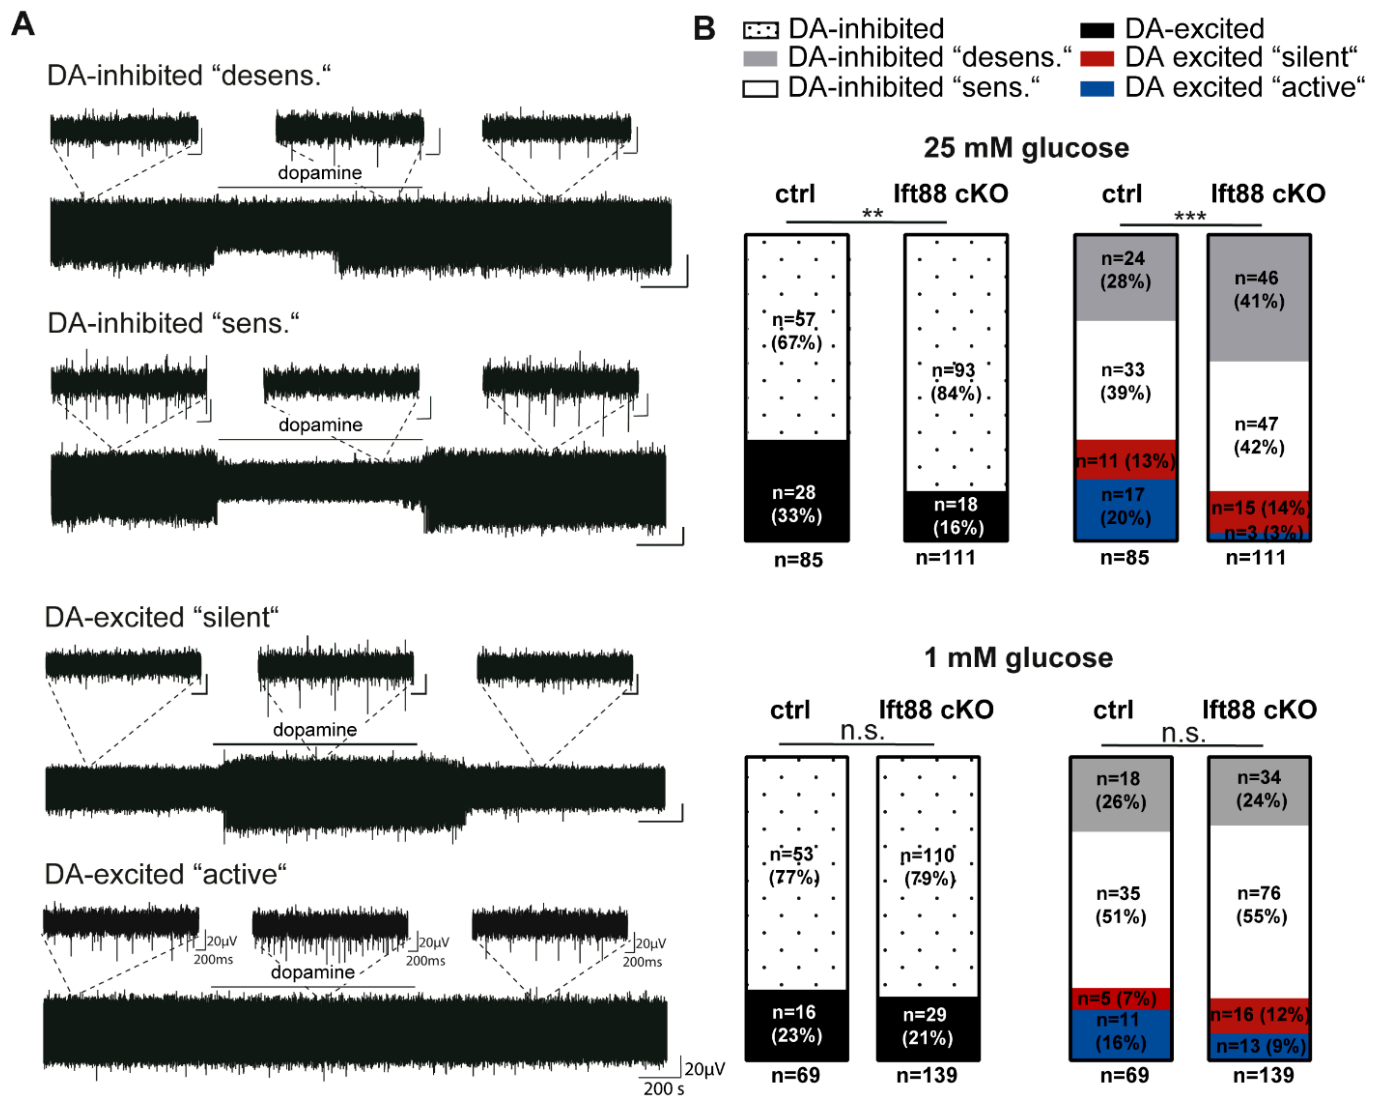 A
DA-inhibited “desens.“
dopamine
DA-inhibited “sens.“
dopamine
DA-excited “silent“
dopamine
DA-excited “active“
20µV
200ms
20µV
200ms
20µV
200ms
dopamine
20µV
200 s
B
DA-inhibited
DA-excited
DA-inhibited “desens.“
DA excited “silent“
DA-inhibited “sens.“
DA excited “active“
25 mM glucose
ctrl
Ift88 cKO
**
n=57
(67%)
n=28
(33%)
n=85
n=93
(84%)
n=18
(16%)
n=111
ctrl
Ift88 cKO
***
n=24
(28%)
n=33
(39%)
n=11 (13%)
n=17
(20%)
n=85
n=46
(41%)
n=47
(42%)
n=15 (14%)
n=3 (3%)
n=111
1 mM glucose
ctrl
Ift88 cKO
n.s.
n=53
(77%)
n=16
(23%)
n=69
n=110
(79%)
n=29
(21%)
n=139
ctrl
Ift88 cKO
n.s.
n=18
(26%)
n=35
(51%)
n=5 (7%)
n=11
(16%)
n=69
n=34
(24%)
n=76
(55%)
n=16 (12%)
n=13 (9%)
n=139